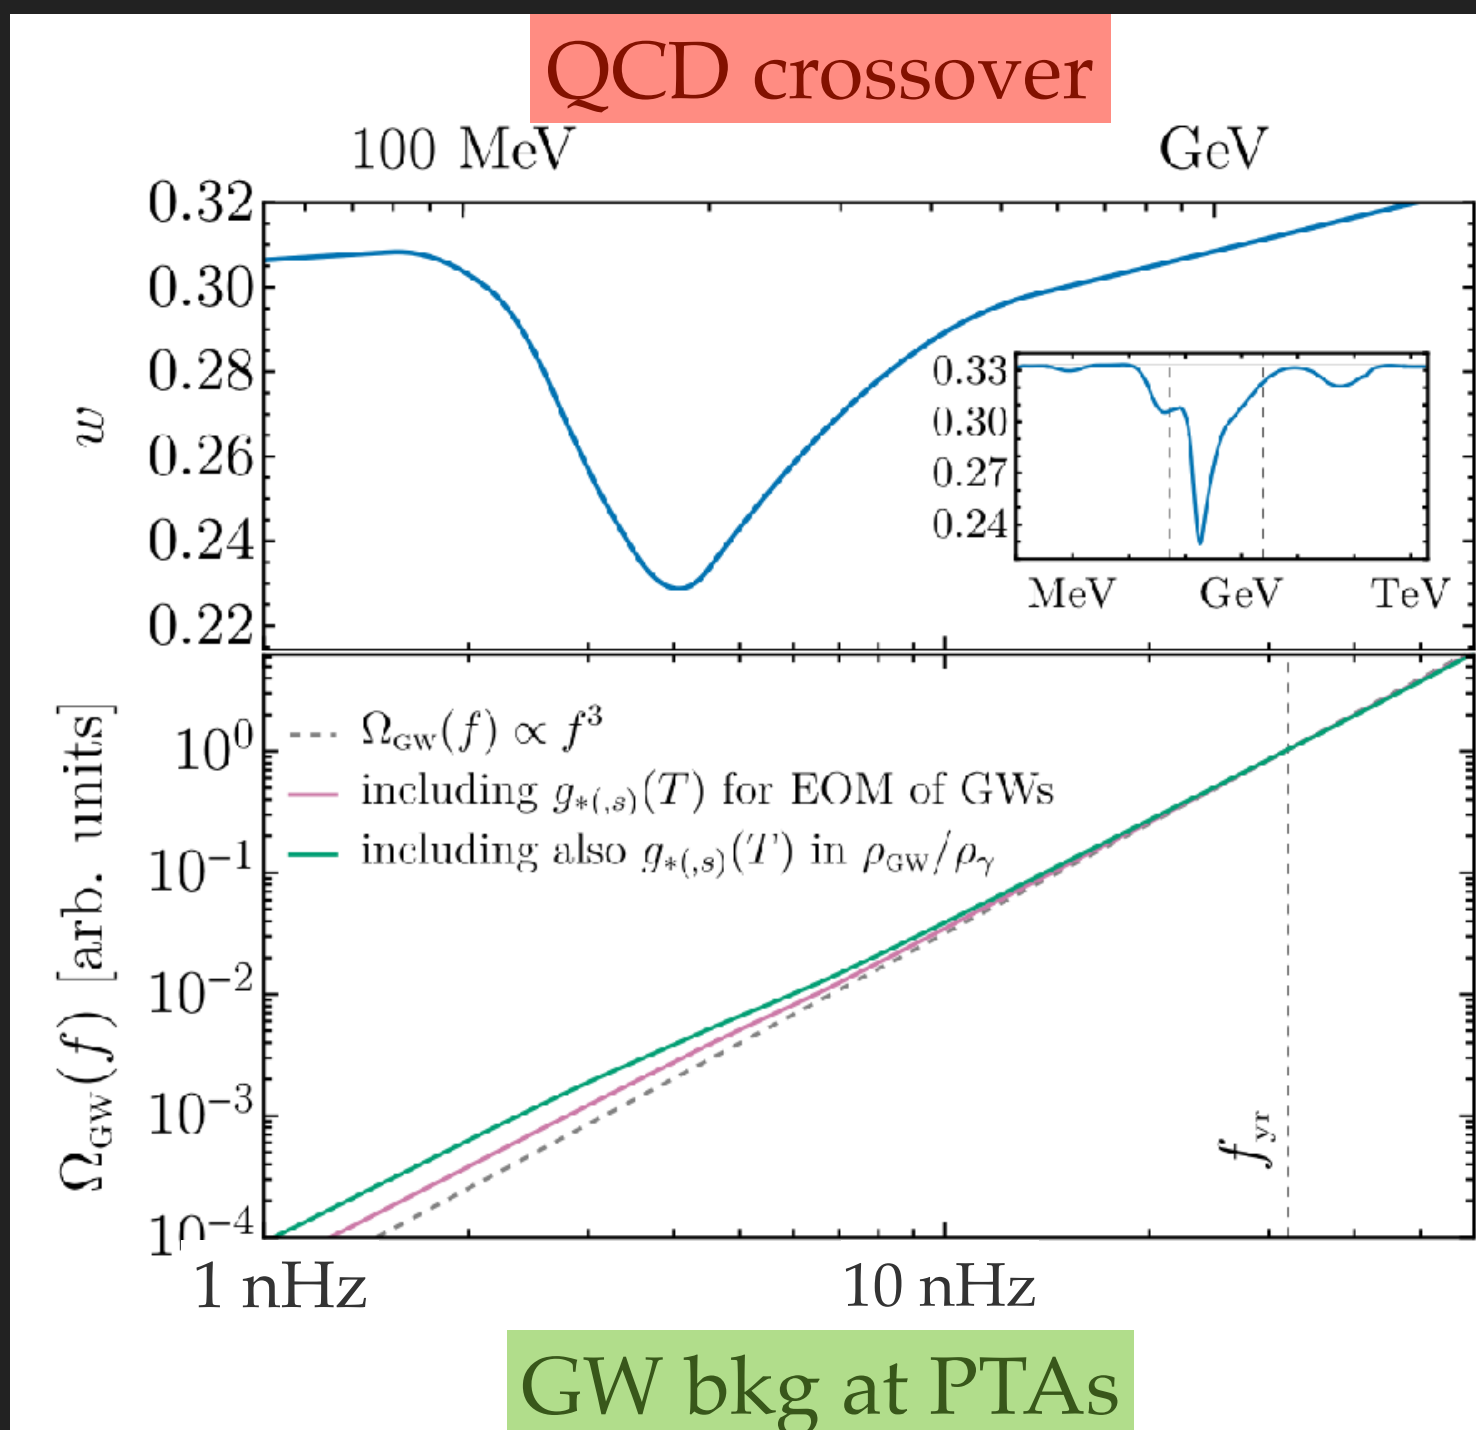 QCD crossover
100 MeV GeV
0.32
0.30
0.28
0.26
0.24
0.22
w
0.33
0.30
0.27
0.24
MeV GeV TeV
Ω_GW(f) [arb. units]
10⁰
10⁻¹
10⁻²
10⁻³
10⁻⁴
Ω_GW(f) ∝ f³
including g_{*(,s)}(T) for EOM of GWs
including also g_{*(,s)}(T) in ρ_GW/ρ_γ
f_yr
1 nHz 10 nHz
GW bkg at PTAs